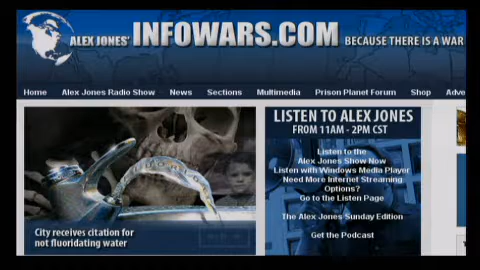 ALEX JONES' INFOWARS.COM BECAUSE THERE IS A WAR
Home Alex Jones Radio Show News Sections Multimedia Prison Planet Forum Shop Adve
LISTEN TO ALEX JONES
FROM 11AM - 2PM CST
Listen to the
Alex Jones Show Now
Listen with Windows Media Player
Need More Internet Streaming
Options?
Go to the Listen Page
The Alex Jones Sunday Edition
Get the Podcast
City receives citation for
not fluoridating water